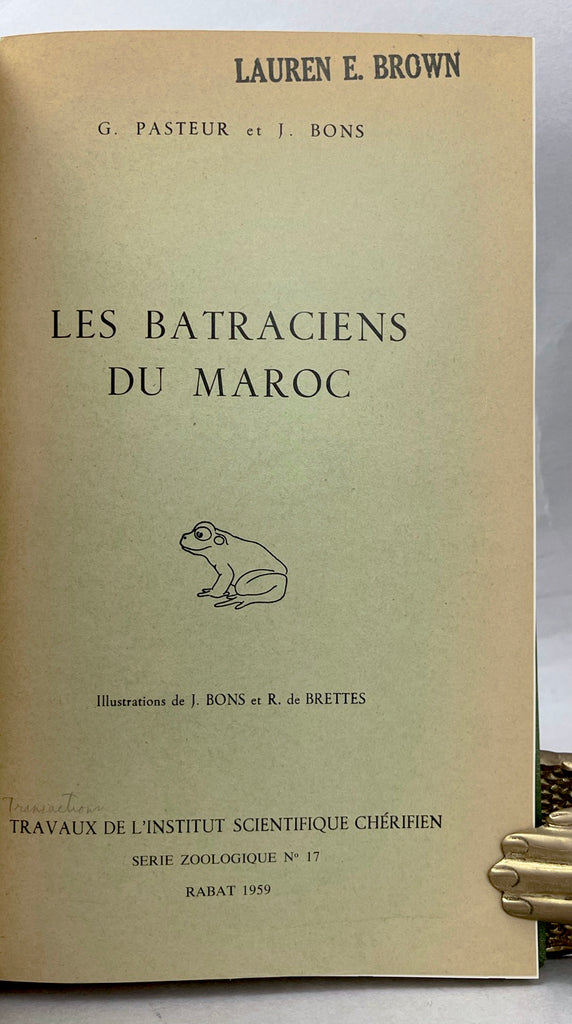 LAUREN E. BROWN
G. PASTEUR et J. BONS
LES BATRACIENS
DU MAROC
Illustrations de J. BONS et R. de BRETTES
Transactions
TRAVAUX DE L'INSTITUT SCIENTIFIQUE CHÉRIFIEN
SERIE ZOOLOGIQUE Nº 17
RABAT 1959